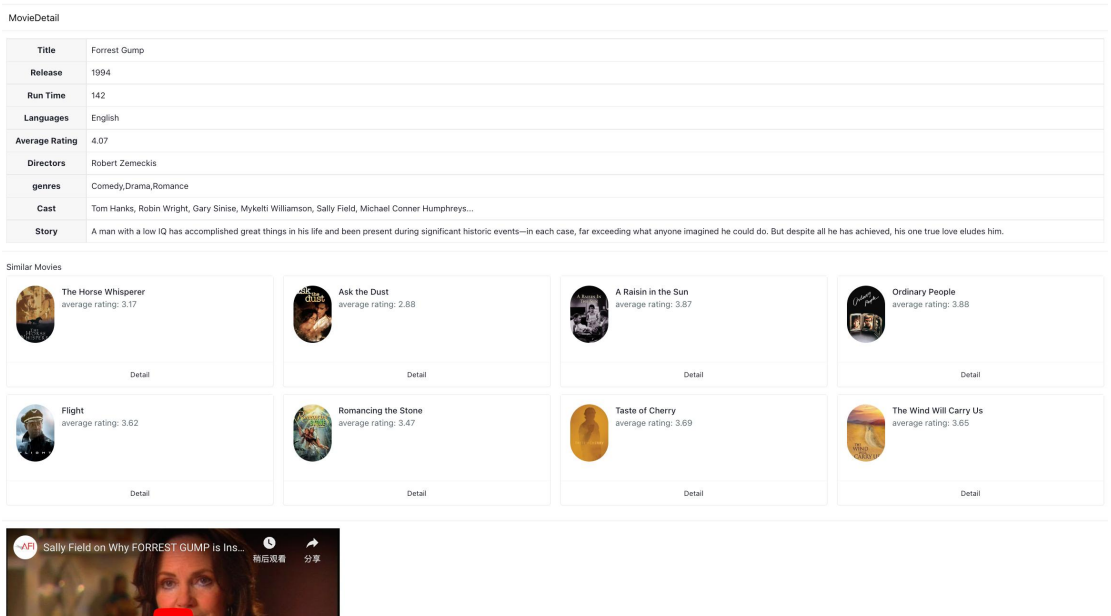 MovieDetail
Title Forrest Gump
Release 1994
Run Time 142
Languages English
Average Rating 4.07
Directors Robert Zemeckis
genres Comedy,Drama,Romance
Cast Tom Hanks, Robin Wright, Gary Sinise, Mykelti Williamson, Sally Field, Michael Conner Humphreys...
Story A man with a low IQ has accomplished great things in his life and been present during significant historic events—in each case, far exceeding what anyone imagined he could do. But despite all he has achieved, his one true love eludes him.
Similar Movies
The Horse Whisperer
average rating: 3.17
Detail
Ask the Dust
average rating: 2.88
Detail
A Raisin in the Sun
average rating: 3.87
Detail
Ordinary People
average rating: 3.88
Detail
Flight
average rating: 3.62
Detail
Romancing the Stone
average rating: 3.47
Detail
Taste of Cherry
average rating: 3.69
Detail
The Wind Will Carry Us
average rating: 3.65
Detail
AFI Sally Field on Why FORREST GUMP is Ins...
稍后观看 分享